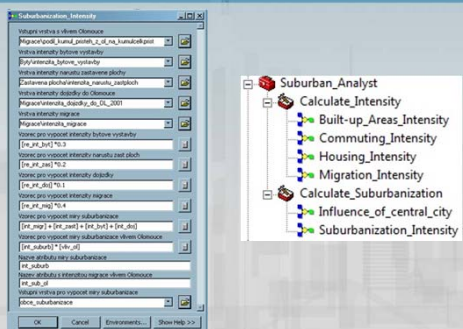 Suburbanization_Intensity
Vstupni vrstva s vlivem Olomouce
Migrace\podil_kumul_pristeh_z_ol_na_kumulcelkprist
Vrstva intenzity bytove vystavby
Byty\intenzita_bytove_vystavby
Vrstva intenzity narustu zastavene plochy
Zastavena plocha\intenzita_narustu_zastploch
Vrstva intenzity dojizdky do Olomouce
Migrace\intenzita_dojizdky_do_OL_2001
Vrstva intenzity migrace
Migrace\intenzita_migrace
Vzorec pro vypocet intenzity bytove vystavby
[re_int_byt] *0.3
Vzorec pro vypocet intenzity narustu zast ploch
[re_int_zas] *0.2
Vzorec pro vypocet intenzity dojizdky
[re_int_doj] *0.1
Vzorec pro vypocet intenzity migrace
[re_int_mig] *0.4
Vzorec pro vypocet miry suburbanizace
[int_migr] + [int_zast] + [int_byt] + [int_dos]
Vzorec pro vypocet miry suburbanizace vlivem Olomouce
[int_suburb] * [vliv_ol]
Nazev atributu miry suburbanizace
int_suburb
Nazev atributu s intenzitou migrace vlivem Olomouce
int_sub_ol
Vstupni vrstva pro vypocet miry suburbanizace
obce_suburbanizace
OK Cancel Environments... Show Help >>
Suburban_Analyst
Calculate_Intensity
Built-up_Areas_Intensity
Commuting_Intensity
Housing_Intensity
Migration_Intensity
Calculate_Suburbanization
Influence_of_central_city
Suburbanization_Intensity